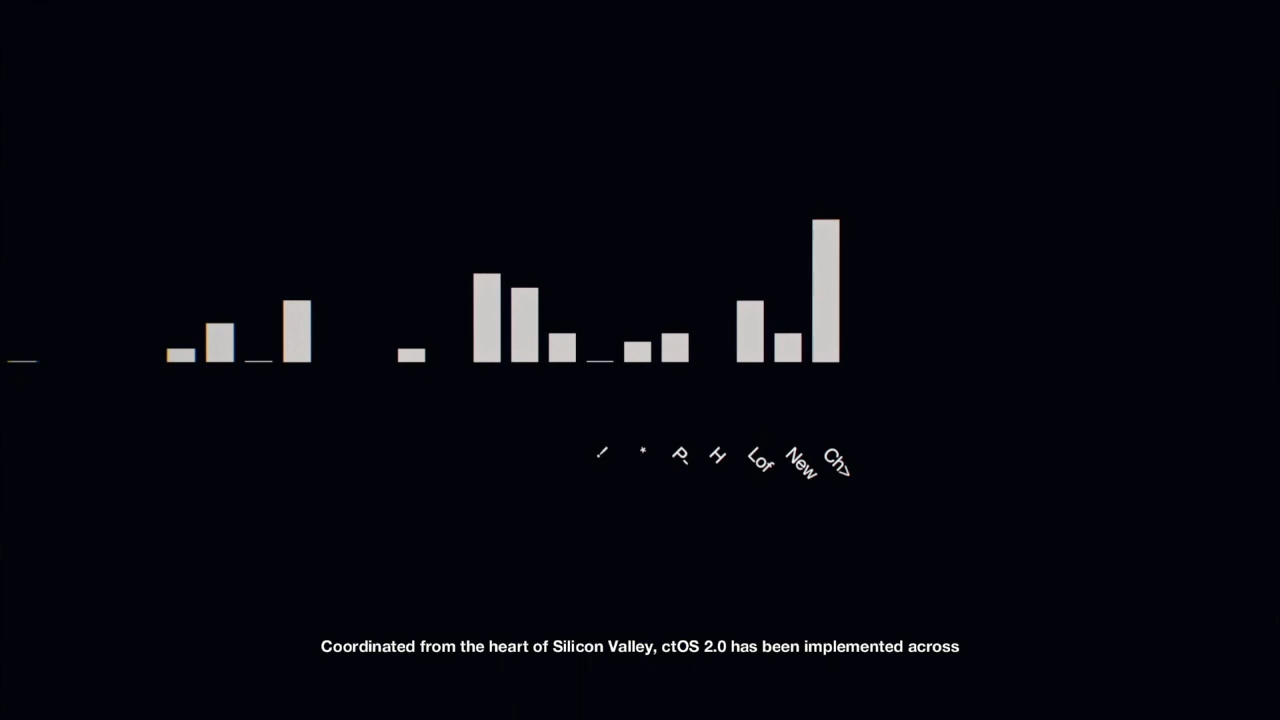 ! * P- H Lof New Ch>
Coordinated from the heart of Silicon Valley, ctOS 2.0 has been implemented across